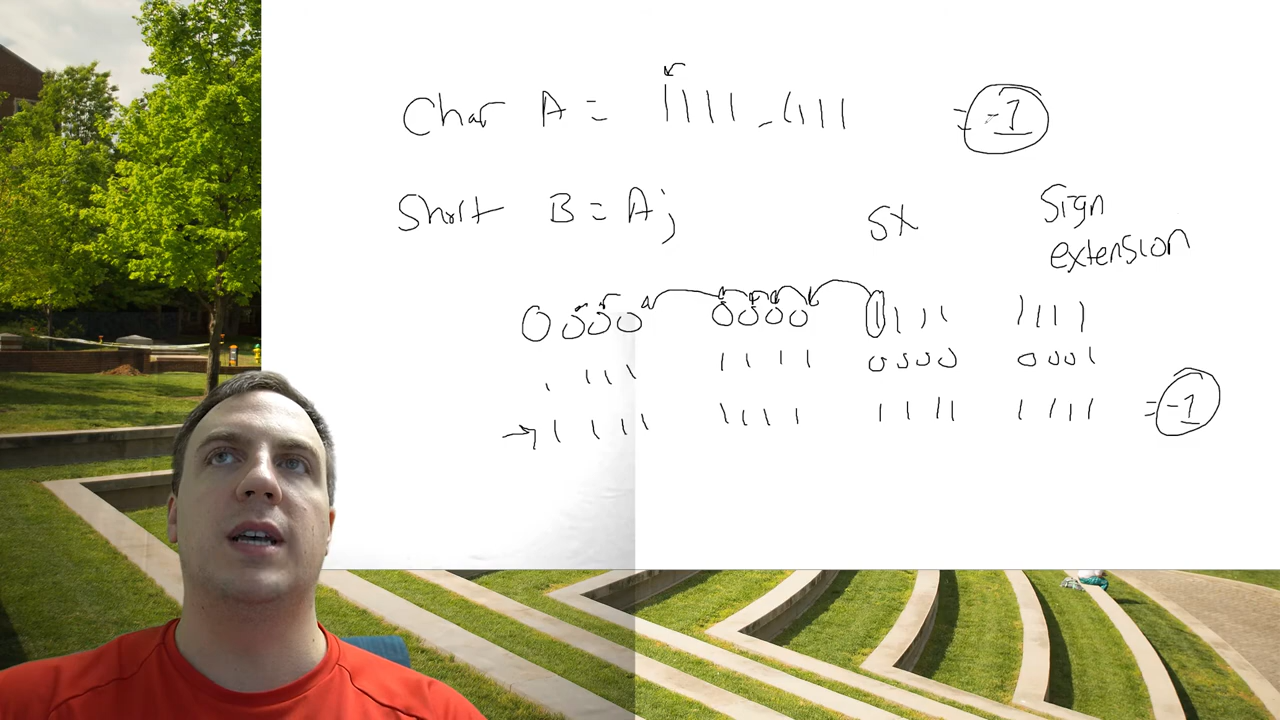 Char A = 1111_1111 = -1
Short B = A; SX Sign
extension
0000 0000 1111 1111
1111 1111 0000 0001
→ 1111 1111 1111 1111 = -1